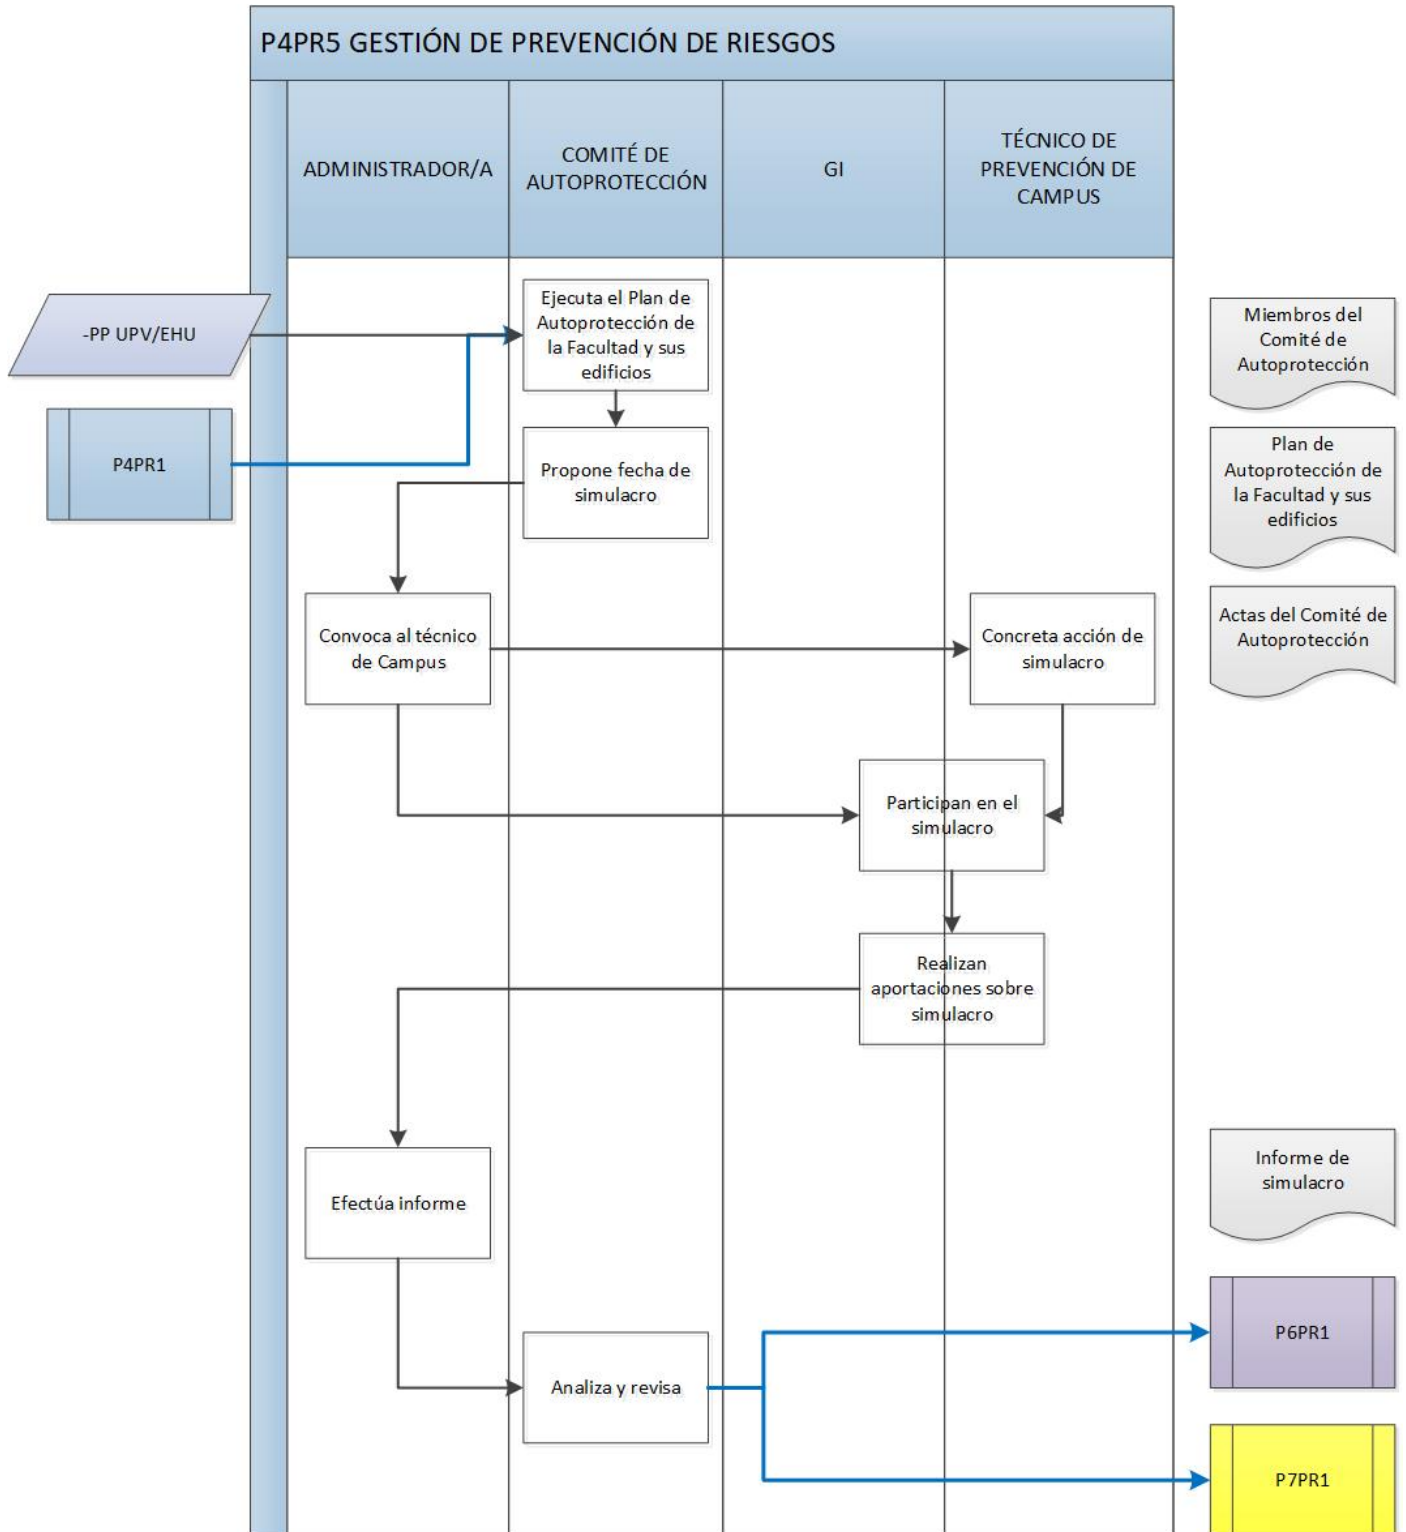 P4PR5 GESTIÓN DE PREVENCIÓN DE RIESGOS
ADMINISTRADOR/A
COMITÉ DE
AUTOPROTECCIÓN
GI
TÉCNICO DE
PREVENCIÓN DE
CAMPUS
-PP UPV/EHU
Ejecuta el Plan de
Autoprotección de
la Facultad y sus
edificios
Miembros del
Comité de
Autoprotección
P4PR1
Propone fecha de
simulacro
Plan de
Autoprotección de
la Facultad y sus
edificios
Convoca al técnico
de Campus
Concreta acción de
simulacro
Actas del Comité de
Autoprotección
Participan en el
simulacro
Realizan
aportaciones sobre
simulacro
Efectúa informe
Informe de
simulacro
Analiza y revisa
P6PR1
P7PR1